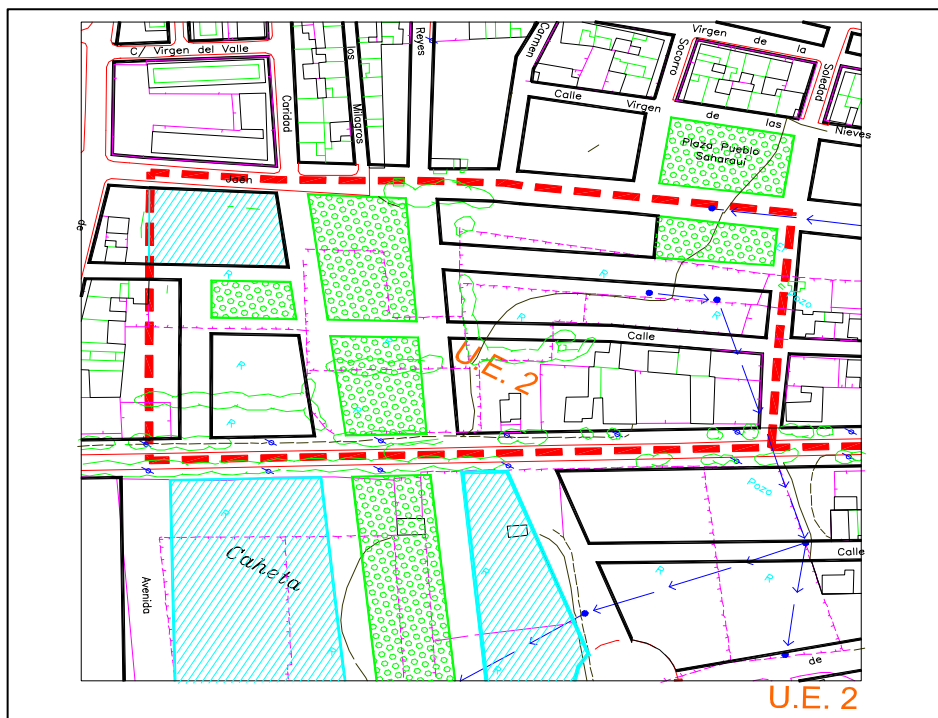 C/ Virgen del Valle
Caridad
los
Milagros
Reyes
Carmen
Socorro
Virgen de la
Soledad
Calle Virgen de las Nieves
Plaza Pueblo
Saharaui
de
Jaén
R
R
R
R
Pozo
R
Calle
R
R
R
R
U.E. 2
Pozo
R
R
Caheta
R
Calle
R
R
Avenida
R
de
U.E. 2